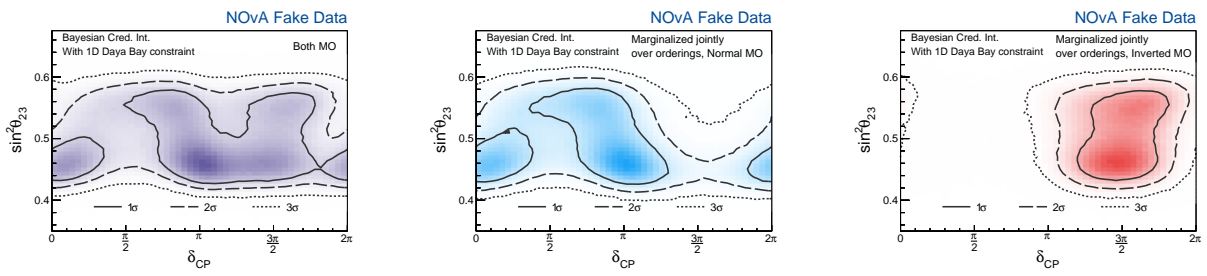 NOvA Fake Data
Bayesian Cred. Int.
With 1D Daya Bay constraint
Both MO
sin²θ₂₃
0.6
0.5
0.4
1σ 2σ 3σ
0 π/2 π 3π/2 2π
δCP
NOvA Fake Data
Bayesian Cred. Int.
With 1D Daya Bay constraint
Marginalized jointly
over orderings, Normal MO
sin²θ₂₃
0.6
0.5
0.4
1σ 2σ 3σ
0 π/2 π 3π/2 2π
δCP
NOvA Fake Data
Bayesian Cred. Int.
With 1D Daya Bay constraint
Marginalized jointly
over orderings, Inverted MO
sin²θ₂₃
0.6
0.5
0.4
1σ 2σ 3σ
0 π/2 π 3π/2 2π
δCP